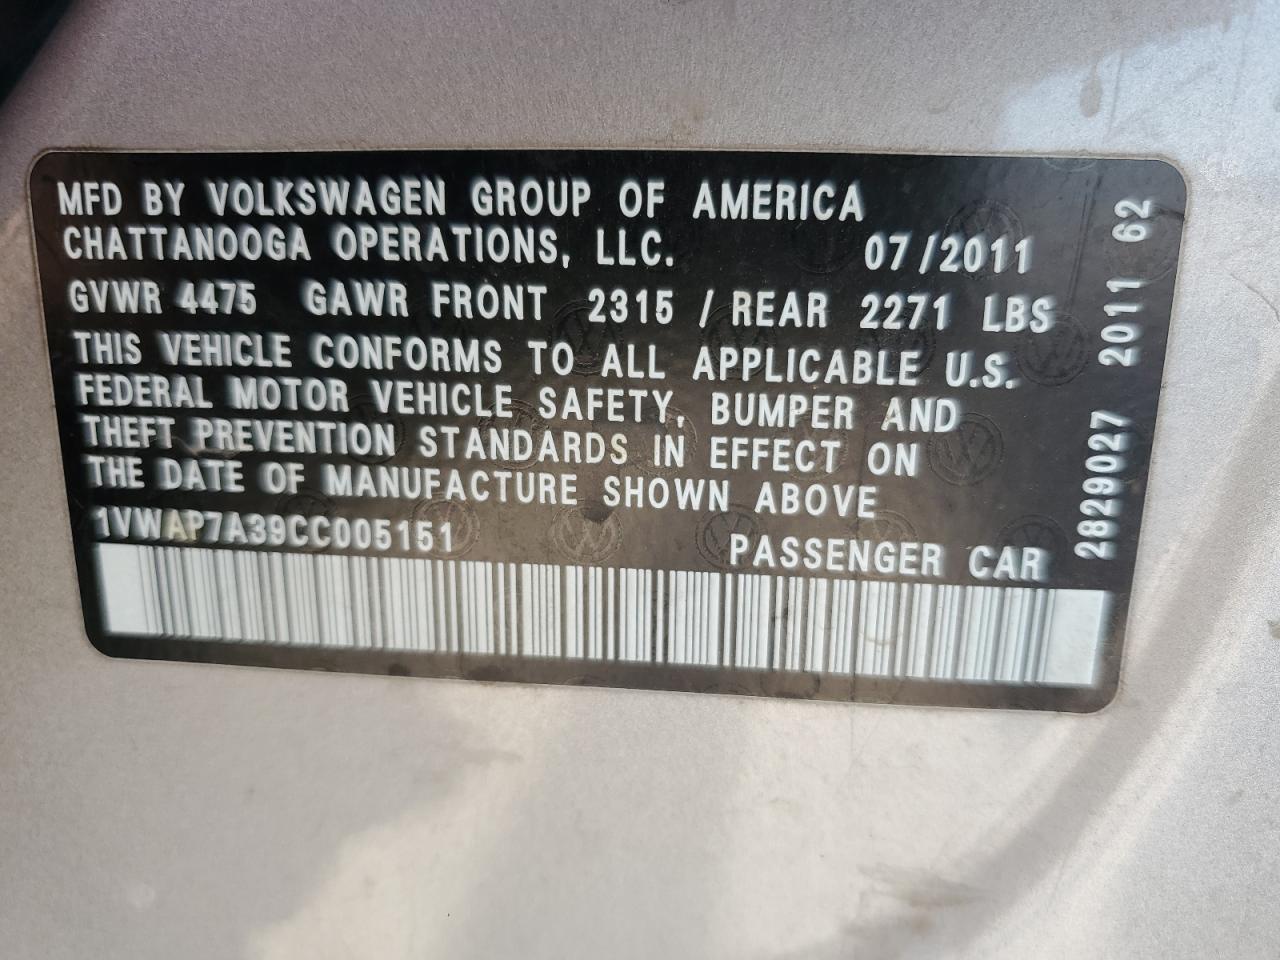 MFD BY VOLKSWAGEN GROUP OF AMERICA
CHATTANOOGA OPERATIONS, LLC. 07/2011
GVWR 4475 GAWR FRONT 2315 / REAR 2271 LBS
THIS VEHICLE CONFORMS TO ALL APPLICABLE U.S.
FEDERAL MOTOR VEHICLE SAFETY, BUMPER AND
THEFT PREVENTION STANDARDS IN EFFECT ON
THE DATE OF MANUFACTURE SHOWN ABOVE
1VWAP7A39CC005151 PASSENGER CAR
2829027 2011 62